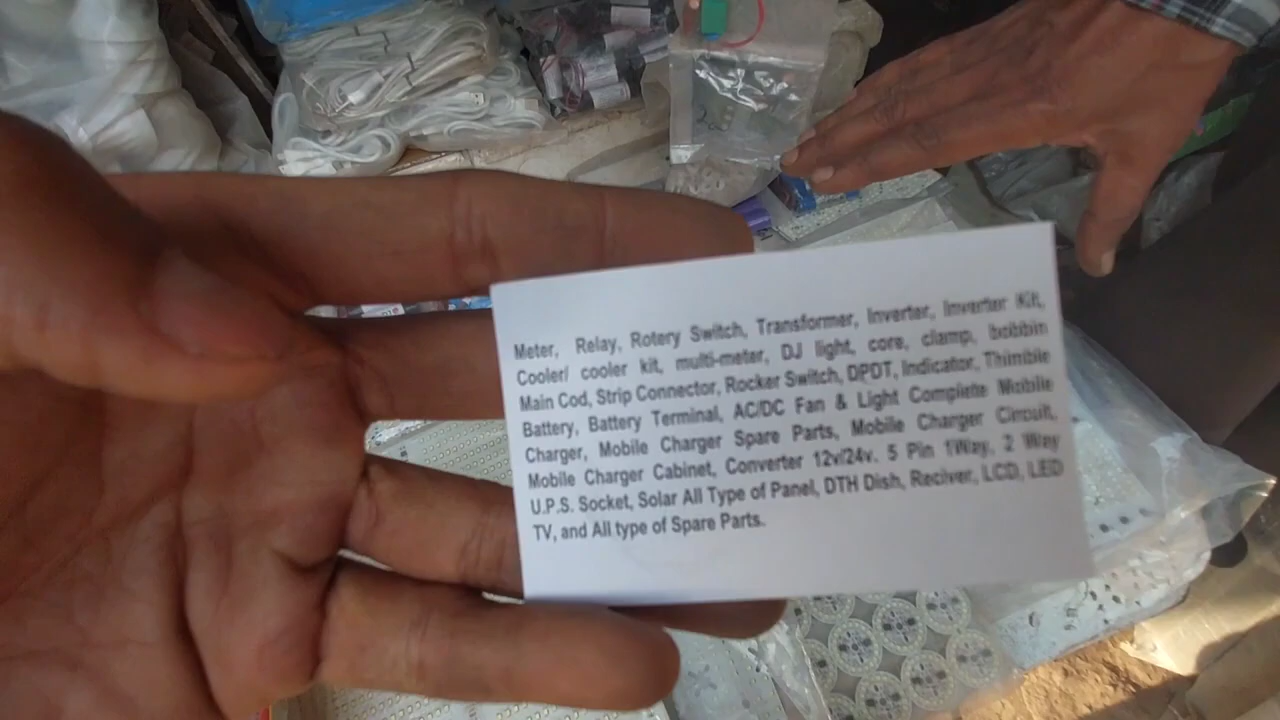 Meter, Relay, Rotery Switch, Transformer, Inverter, Inverter Kit,
Cooler/ cooler kit, multi-meter, DJ light, core, clamp, bobbin
Main Cod, Strip Connector, Rocker Switch, DPDT, Indicator, Thimble
Battery, Battery Terminal, AC/DC Fan & Light Complete Mobile
Charger, Mobile Charger Spare Parts, Mobile Charger Circuit,
Mobile Charger Cabinet, Converter 12v/24v. 5 Pin 1Way, 2 Way
U.P.S. Socket, Solar All Type of Panel, DTH Dish, Reciver, LCD, LED
TV, and All type of Spare Parts.